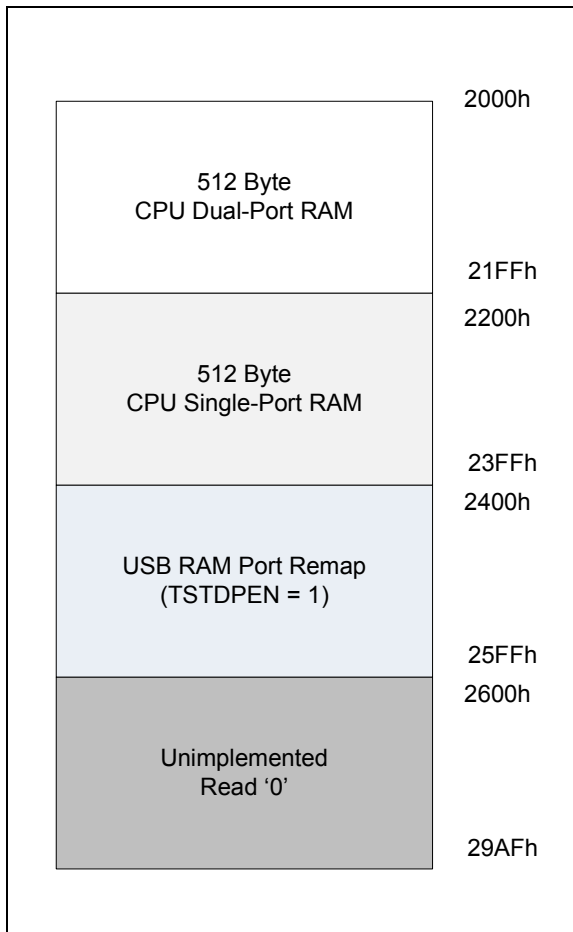 2000h
512 Byte
CPU Dual-Port RAM
21FFh
2200h
512 Byte
CPU Single-Port RAM
23FFh
2400h
USB RAM Port Remap
(TSTDPEN = 1)
25FFh
2600h
Unimplemented
Read ‘0’
29AFh